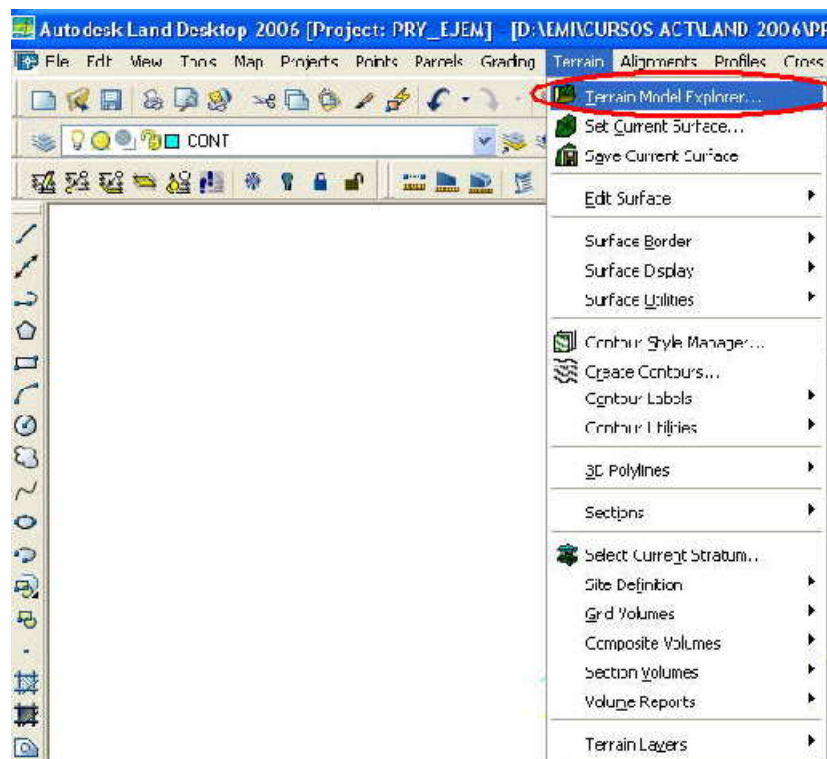 Autodesk Land Desktop 2006 [Project: PRY_EJEM] - [D:\EMI\CURSOS ACT\LAND 2006\PR
File Edit View Tools Map Projects Points Parcels Grading Terrain Alignments Profiles Cross
Terrain Model Explorer...
Set Current Surface...
CONT
Save Current Surface
Edit Surface
Surface Border
Surface Display
Surface Utilities
Contour Style Manager...
Create Contours...
Contour Labels
Contour Utilities
3D Polylines
Sections
Select Current Stratum...
Site Definition
Grid Volumes
Composite Volumes
Section Volumes
Volume Reports
Terrain Layers